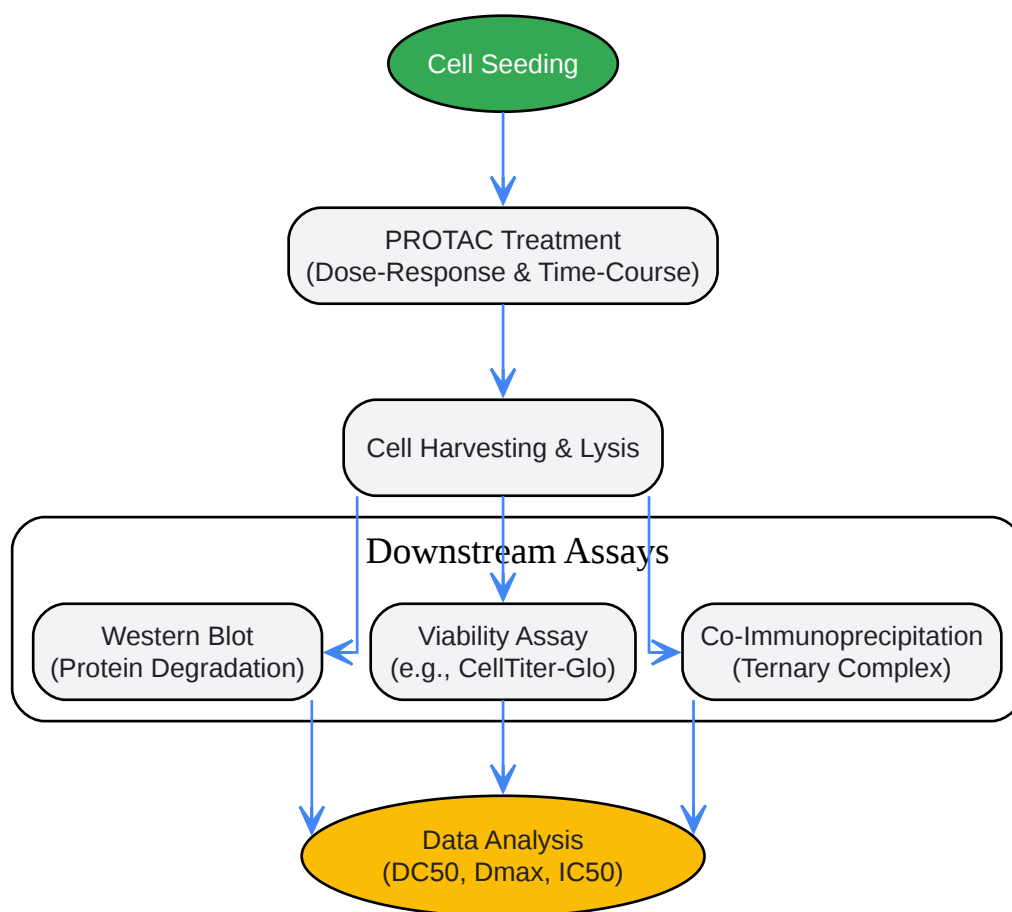 Cell Seeding
PROTAC Treatment
(Dose-Response & Time-Course)
Cell Harvesting & Lysis
Downstream Assays
Western Blot
(Protein Degradation)
Viability Assay
(e.g., CellTiter-Glo)
Co-Immunoprecipitation
(Ternary Complex)
Data Analysis
(DC50, Dmax, IC50)